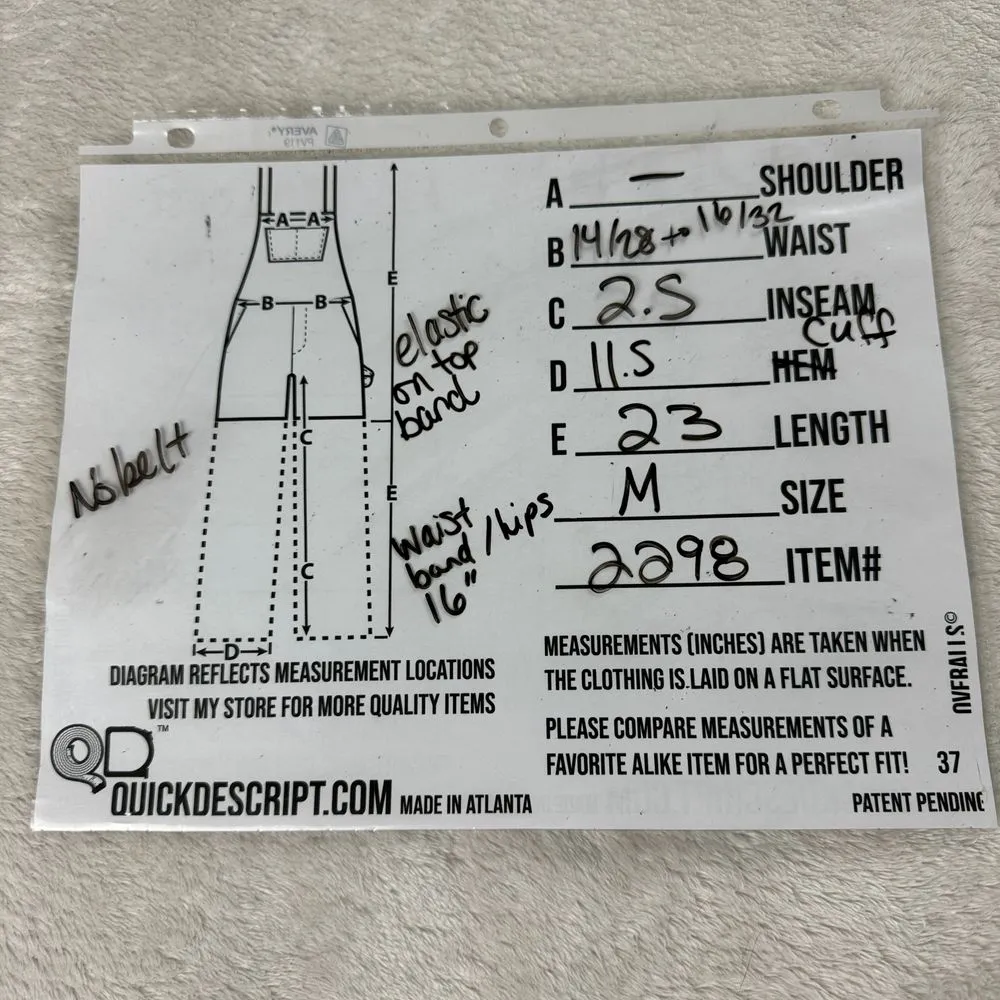 AVERY®
PV119
A — SHOULDER
B 14/28 to 16/32 WAIST
C 2.5 INSEAM
D 11.5 HEM cuff
E 23 LENGTH
M SIZE
2298 ITEM#
A A
B B
E
C
E
C
D
elastic
on top
band
No belt
waist
band / hips
16"
DIAGRAM REFLECTS MEASUREMENT LOCATIONS
VISIT MY STORE FOR MORE QUALITY ITEMS
QD™
QUICKDESCRIPT.COM MADE IN ATLANTA
MEASUREMENTS (INCHES) ARE TAKEN WHEN
THE CLOTHING IS LAID ON A FLAT SURFACE.
PLEASE COMPARE MEASUREMENTS OF A
FAVORITE ALIKE ITEM FOR A PERFECT FIT! 37
PATENT PENDING
OVERALLS©